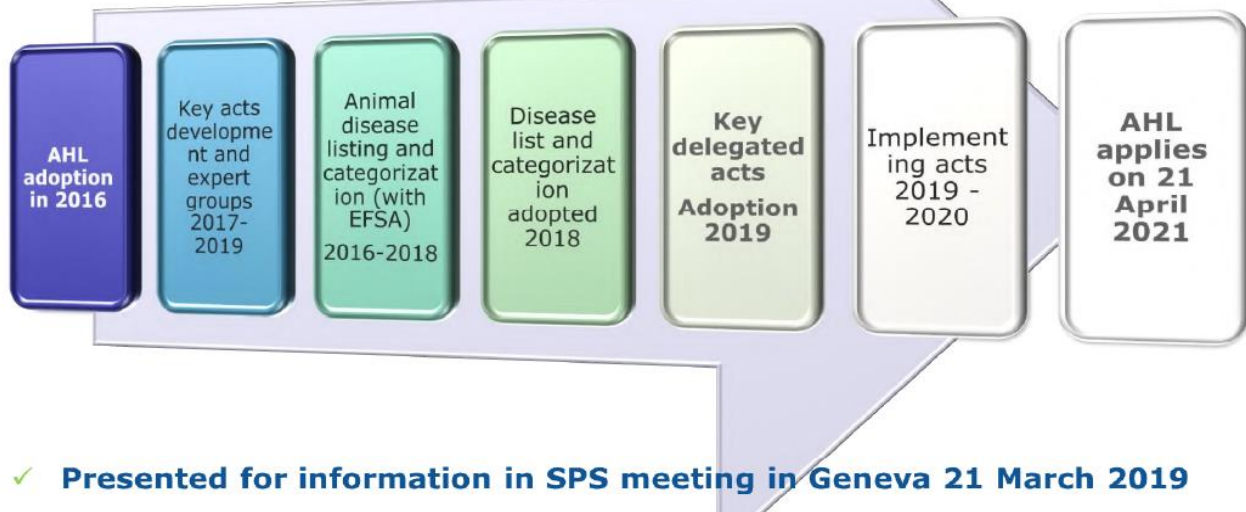 AHL
adoption
in 2016
Key acts
developme
nt and
expert
groups
2017-
2019
Animal
disease
listing and
categorizat
ion (with
EFSA)
2016-2018
Disease
list and
categorizat
ion
adopted
2018
Key
delegated
acts
Adoption
2019
Implement
ing acts
2019 -
2020
AHL
applies
on 21
April
2021
✓ Presented for information in SPS meeting in Geneva 21 March 2019